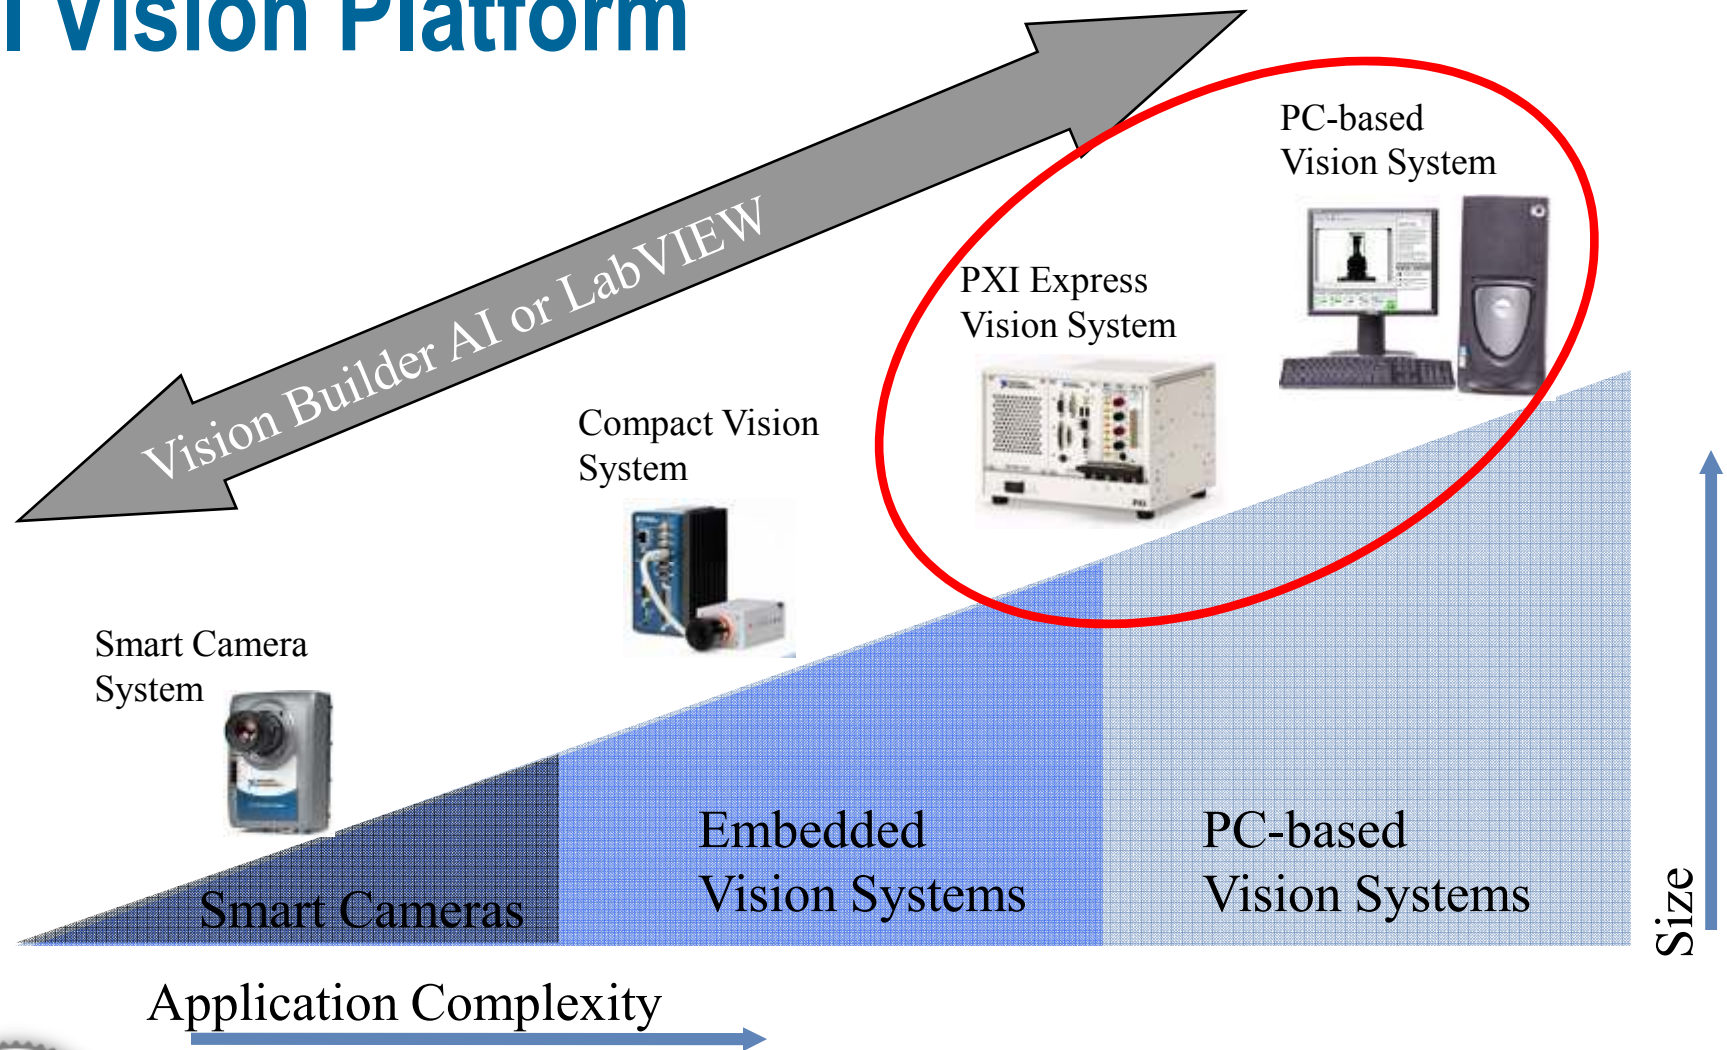 Vision Platform
PC-based
Vision System
Vision Builder AI or LabVIEW
PXI Express
Vision System
Compact Vision
System
Smart Camera
System
Smart Cameras
Embedded
Vision Systems
PC-based
Vision Systems
Size
Application Complexity